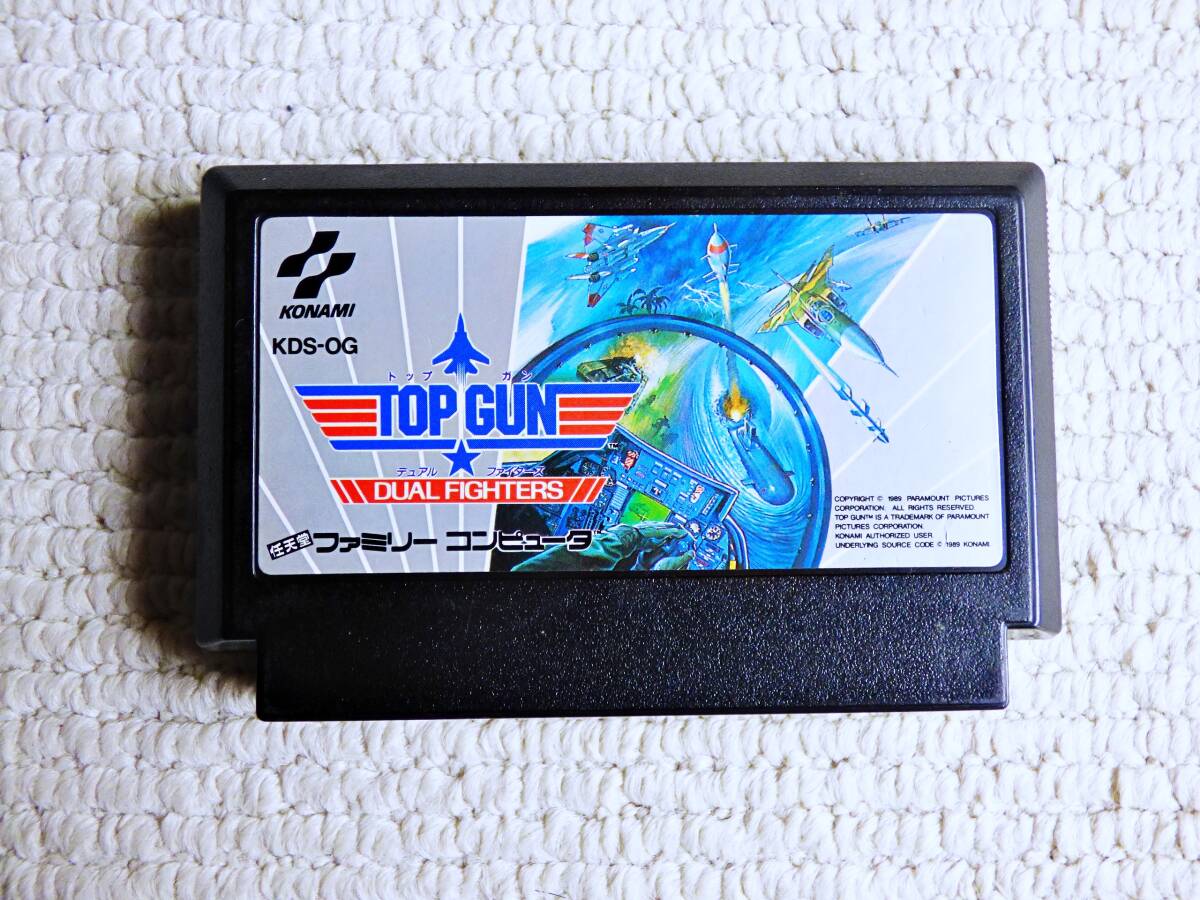 KONAMI
KDS-OG
トップ ガン
TOP GUN
TM
デュアル ファイターズ
DUAL FIGHTERS
任天堂 ファミリー コンピュータ
COPYRIGHT © 1989 PARAMOUNT PICTURES
CORPORATION. ALL RIGHTS RESERVED.
TOP GUN™ IS A TRADEMARK OF PARAMOUNT
PICTURES CORPORATION.
KONAMI AUTHORIZED USER.
UNDERLYING SOURCE CODE © 1989 KONAMI.